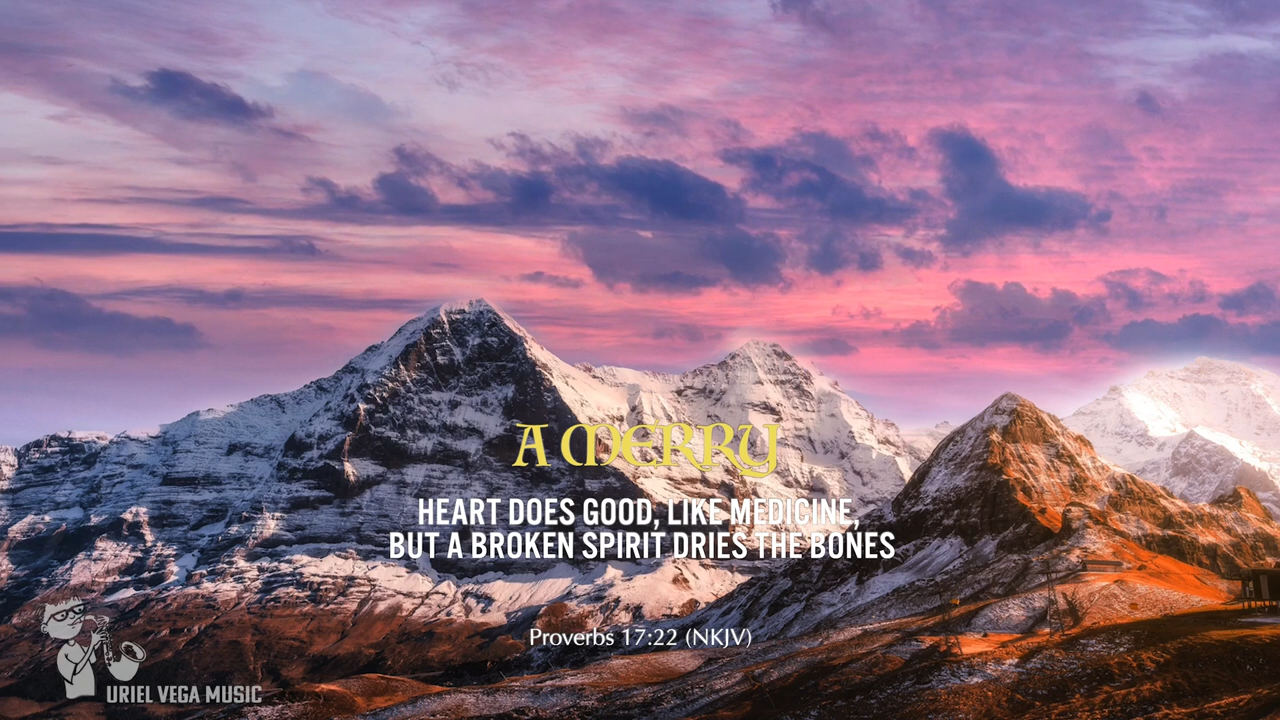 A MERRY
HEART DOES GOOD, LIKE MEDICINE,
BUT A BROKEN SPIRIT DRIES THE BONES
Proverbs 17:22 (NKJV)
URIEL VEGA MUSIC